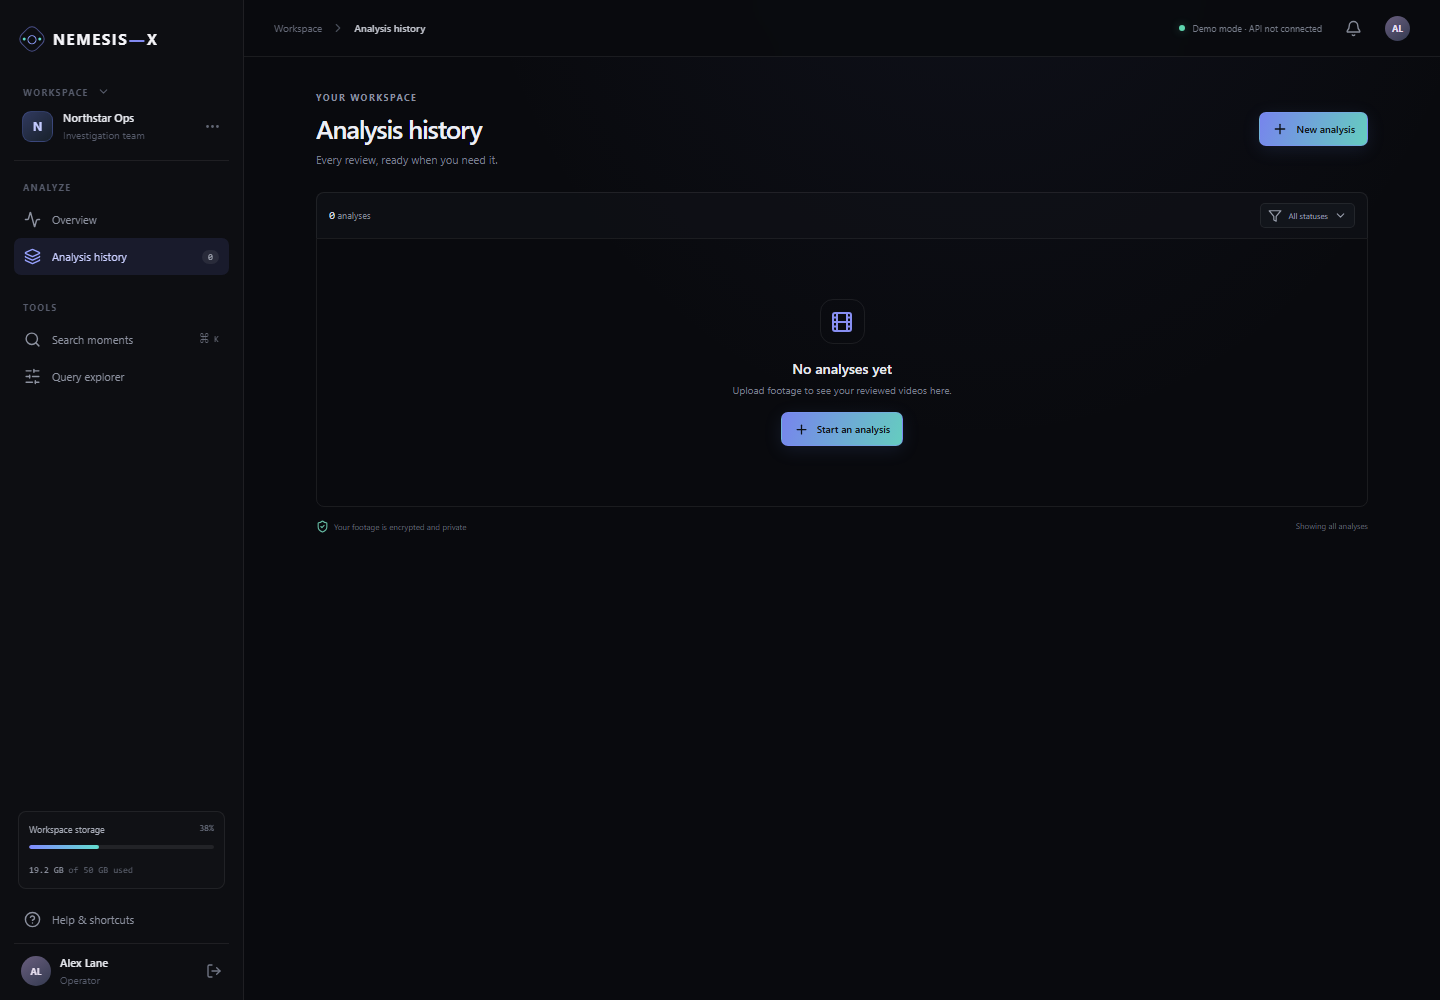 NEMESIS—X
WORKSPACE
N
Northstar Ops
Investigation team
ANALYZE
Overview
Analysis history 0
TOOLS
Search moments ⌘ K
Query explorer
Workspace storage 38%
19.2 GB of 50 GB used
Help & shortcuts
AL
Alex Lane
Operator
Workspace > Analysis history
Demo mode · API not connected
AL
YOUR WORKSPACE
Analysis history
Every review, ready when you need it.
+ New analysis
0 analyses
All statuses
No analyses yet
Upload footage to see your reviewed videos here.
+ Start an analysis
Your footage is encrypted and private
Showing all analyses